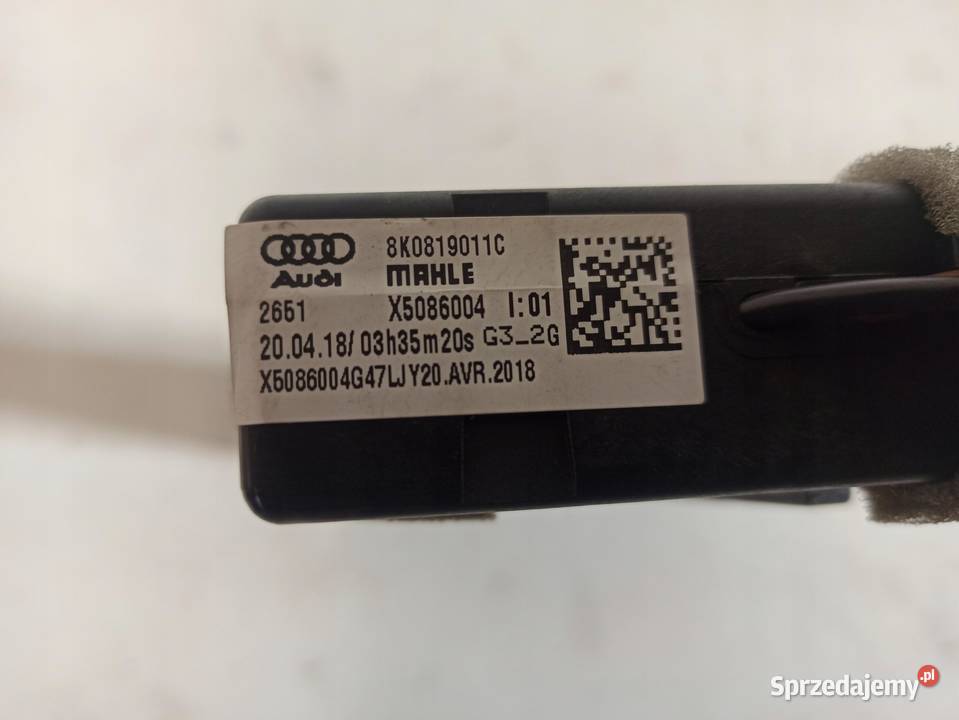 Audi 8K0819011C
MAHLE
2651 X5086004 I:01
20.04.18/ 03h35m20s G3_2G
X5086004G47LJY20.AVR.2018
Sprzedajemy.pl